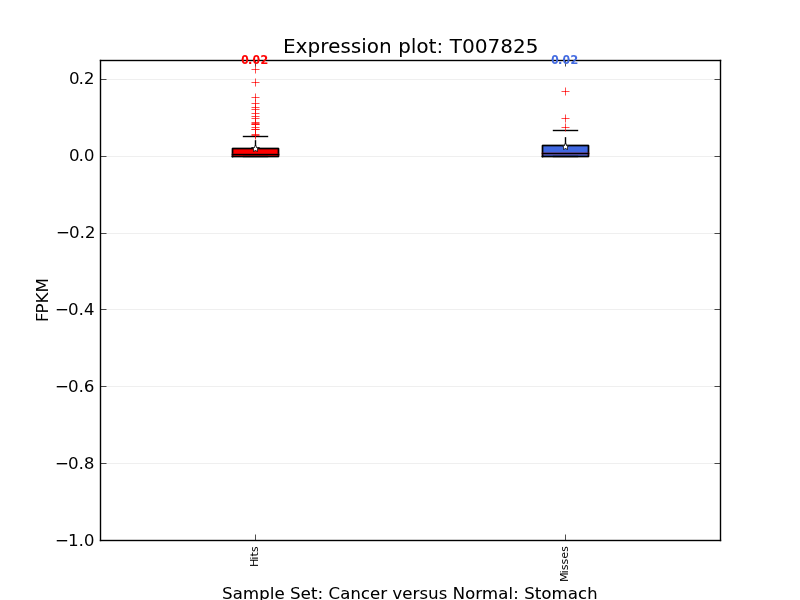 Expression plot: T007825
0.02
0.02
0.2
0.0
−0.2
−0.4
−0.6
−0.8
−1.0
FPKM
Hits
Misses
Sample Set: Cancer versus Normal: Stomach